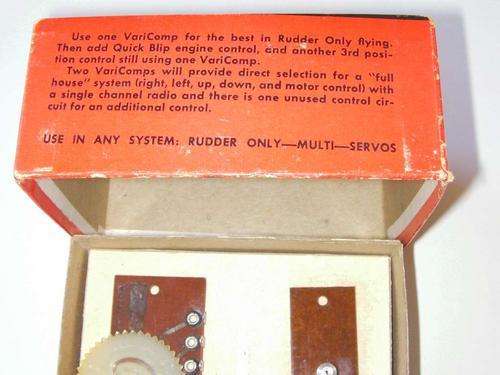 Use one VariComp for the best in Rudder Only flying.
Then add Quick Blip engine control, and another 3rd posi-
tion control still using one VariComp.
Two VariComps will provide direct selection for a "full
house" system (right, left, up, down, and motor control) with
a single channel radio and there is one unused control cir-
cuit for an additional control.
USE IN ANY SYSTEM: RUDDER ONLY—MULTI—SERVOS